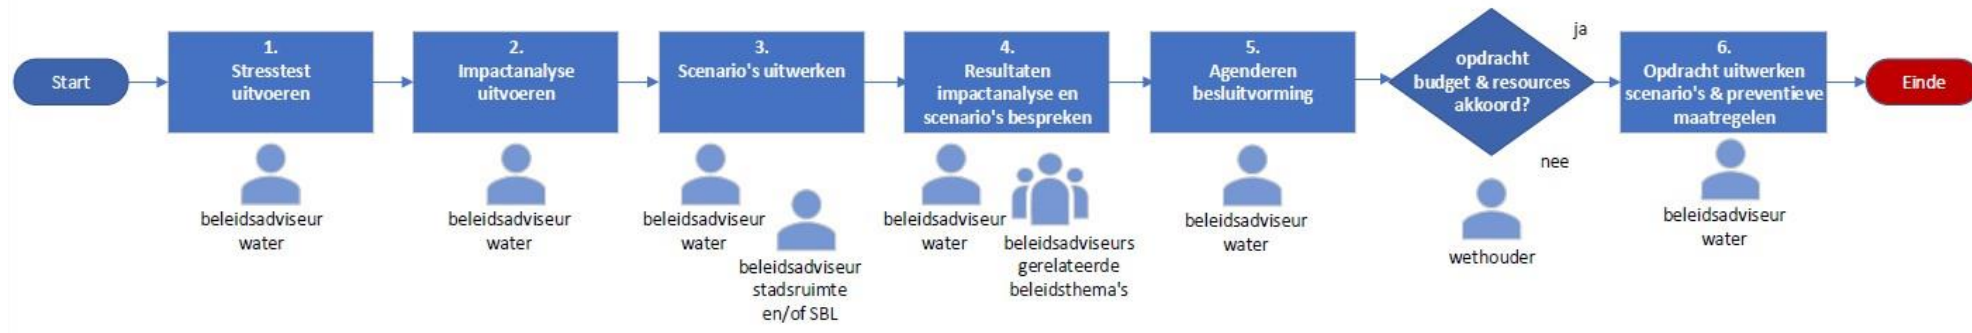 Start
1.
Stresstest
uitvoeren
2.
Impactanalyse
uitvoeren
3.
Scenario's uitwerken
4.
Resultaten
impactanalyse en
scenario's bespreken
5.
Agenderen
besluitvorming
opdracht
budget & resources
akkoord?
ja
nee
6.
Opdracht uitwerken
scenario's & preventieve
maatregelen
Einde
beleidsadviseur
water
beleidsadviseur
water
beleidsadviseur
water
beleidsadviseur
stadsruimte
en/of SBL
beleidsadviseur
water
beleidsadviseurs
gerelateerde
beleidsthema's
beleidsadviseur
water
wethouder
beleidsadviseur
water